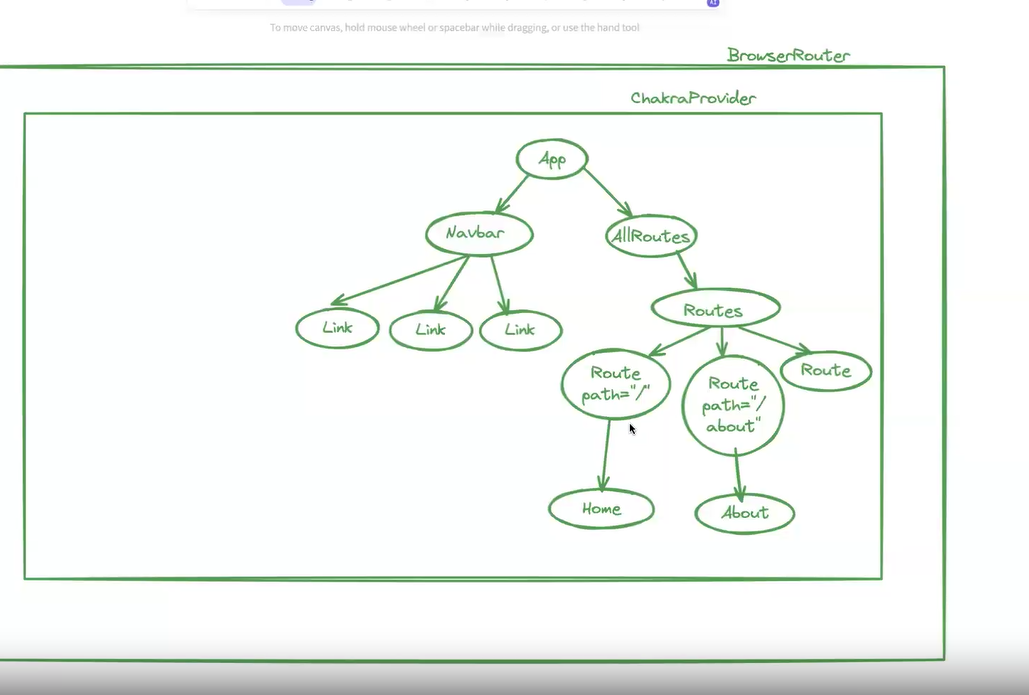 To move canvas, hold mouse wheel or spacebar while dragging, or use the hand tool
BrowserRouter
ChakraProvider
App
Navbar
AllRoutes
Link
Link
Link
Routes
Route
path="/"
Route
path="/
about"
Route
Home
About